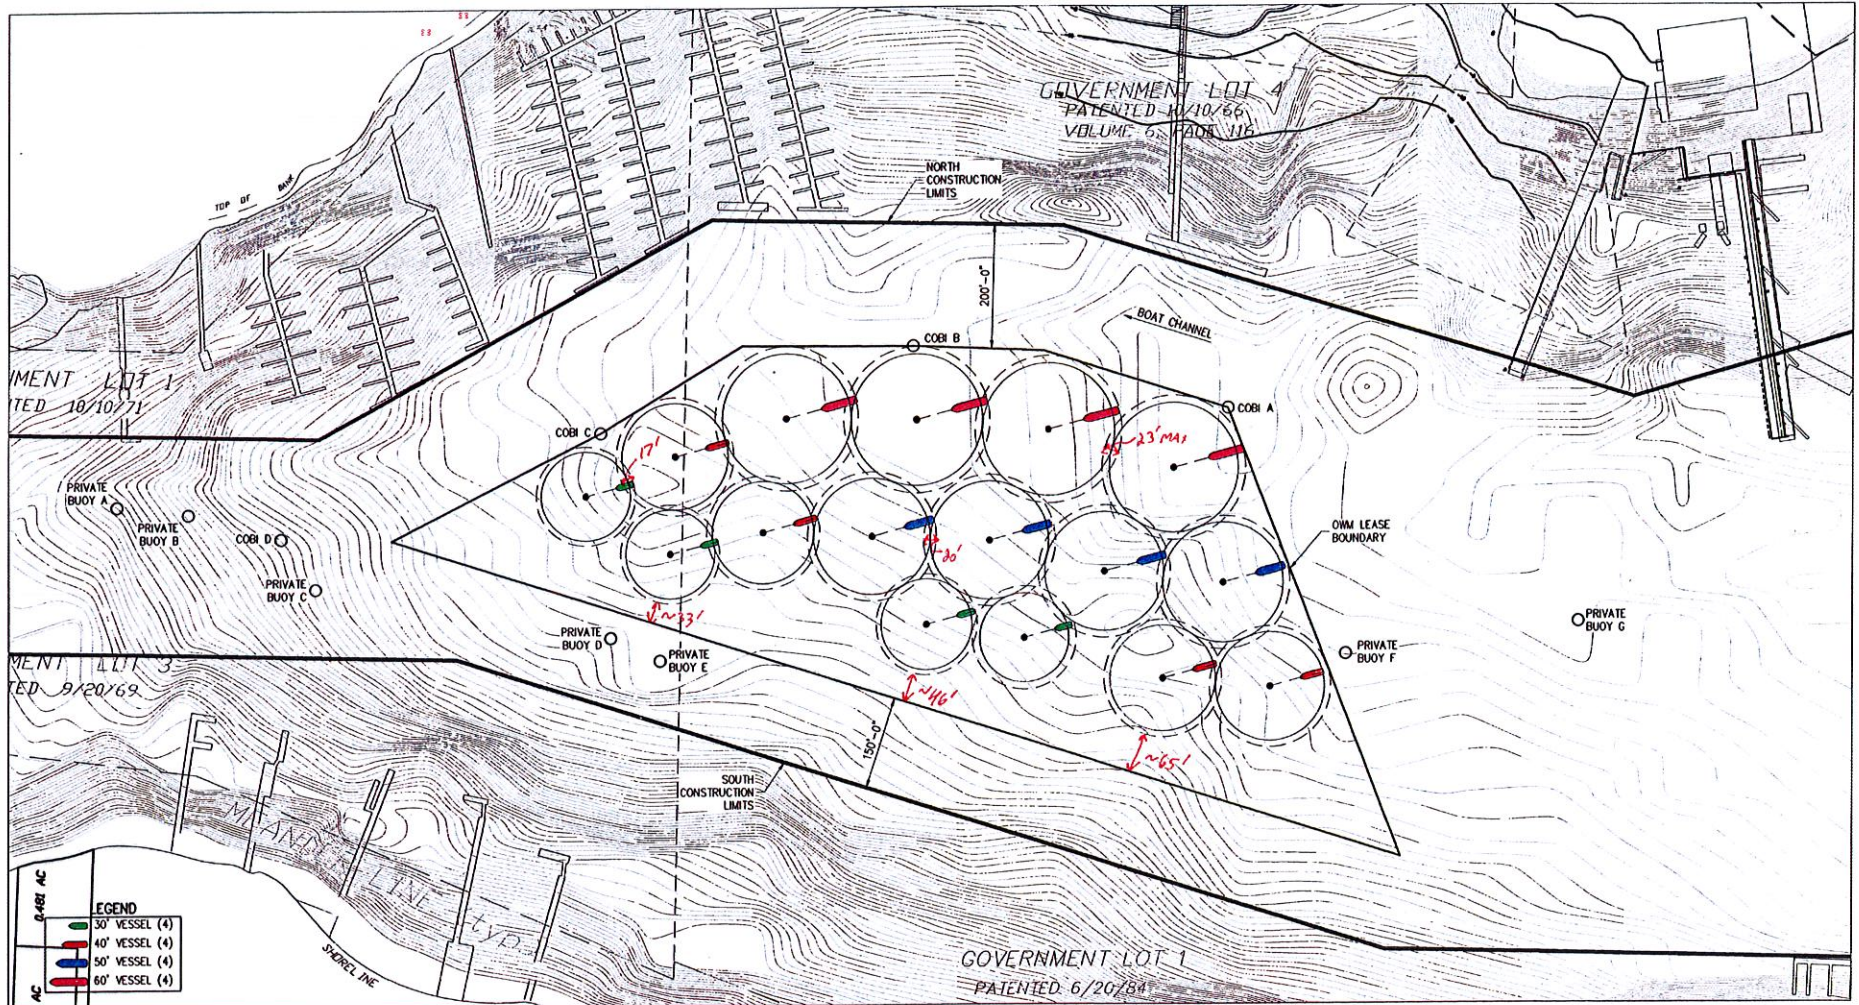 GOVERNMENT LOT 4
PATENTED 10/10/66
VOLUME 6, PAGE 116
TOP OF BANK
NORTH
CONSTRUCTION
LIMITS
200'-0"
BOAT CHANNEL
COBI B
MENT LOT 1
TED 10/10/71
COBI A
COBI C
17'
~23' MAX
PRIVATE
BUOY A
PRIVATE
BUOY B
COBI D
OWM LEASE
BOUNDARY
20'
PRIVATE
BUOY C
~33'
PRIVATE
BUOY D
PRIVATE
BUOY E
PRIVATE
BUOY G
PRIVATE
BUOY F
MENT LOT 3
TED 9/20/69
~46'
150'-0"
~65'
SOUTH
CONSTRUCTION
LIMITS
MEANDER LINE typ.
SHORELINE
0.481 AC
AC
LEGEND
30' VESSEL (4)
40' VESSEL (4)
50' VESSEL (4)
60' VESSEL (4)
GOVERNMENT LOT 1
PATENTED 6/20/84